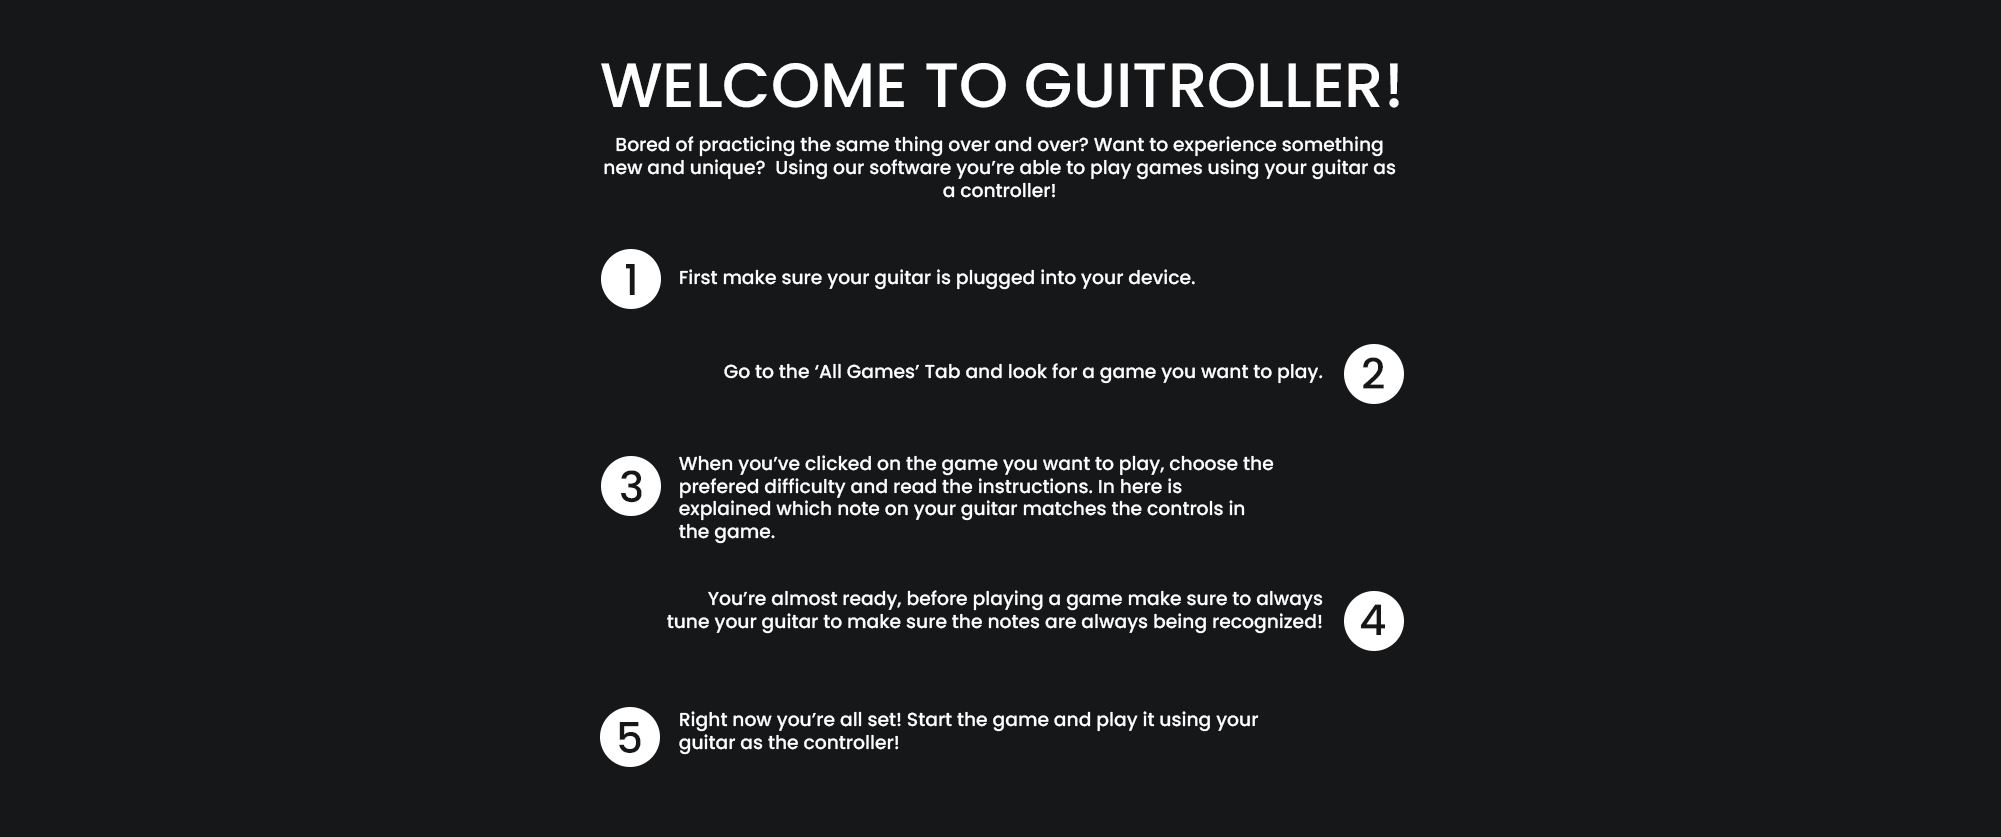 WELCOME TO GUITROLLER!
Bored of practicing the same thing over and over? Want to experience something
new and unique?  Using our software you’re able to play games using your guitar as
a controller!
1
First make sure your guitar is plugged into your device.
Go to the ‘All Games’ Tab and look for a game you want to play.
2
3
When you’ve clicked on the game you want to play, choose the
prefered difficulty and read the instructions. In here is
explained which note on your guitar matches the controls in
the game.
You’re almost ready, before playing a game make sure to always
tune your guitar to make sure the notes are always being recognized!
4
5
Right now you’re all set! Start the game and play it using your
guitar as the controller!